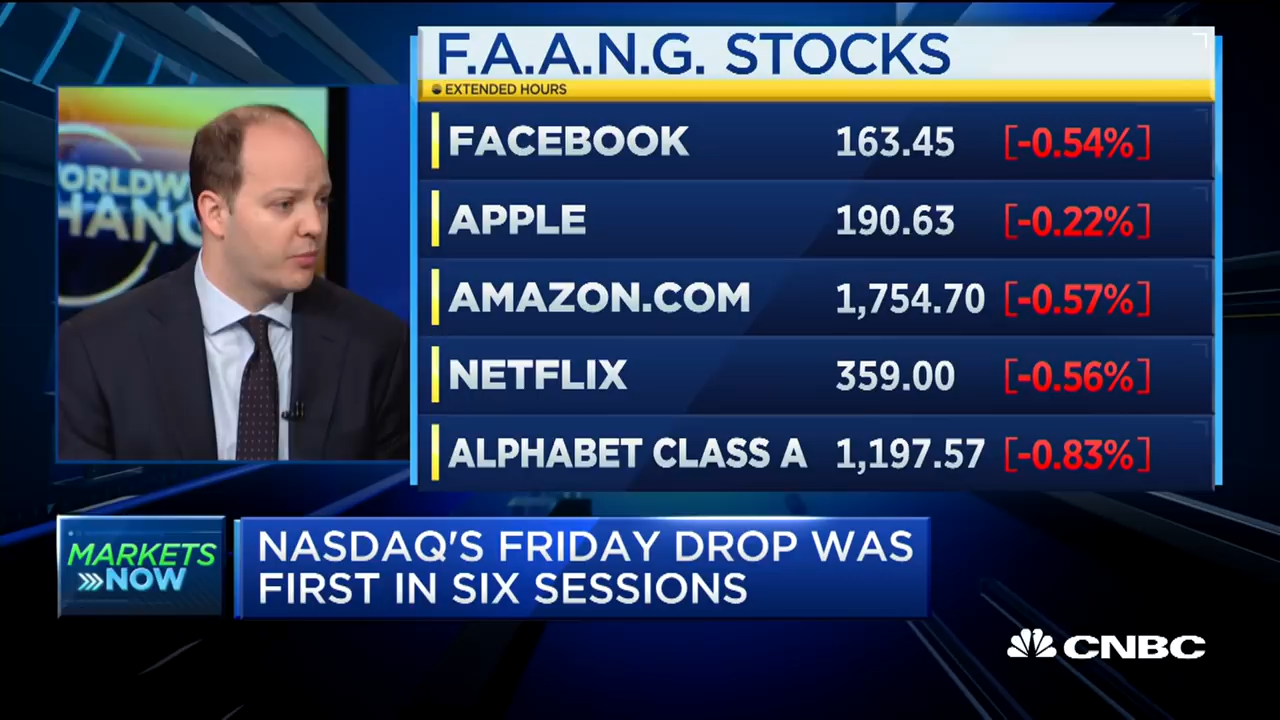 F.A.A.N.G. STOCKS
EXTENDED HOURS
FACEBOOK 163.45 [-0.54%]
APPLE 190.63 [-0.22%]
AMAZON.COM 1,754.70 [-0.57%]
NETFLIX 359.00 [-0.56%]
ALPHABET CLASS A 1,197.57 [-0.83%]
ORLDW
HANG
MARKETS
NOW
NASDAQ'S FRIDAY DROP WAS
FIRST IN SIX SESSIONS
CNBC